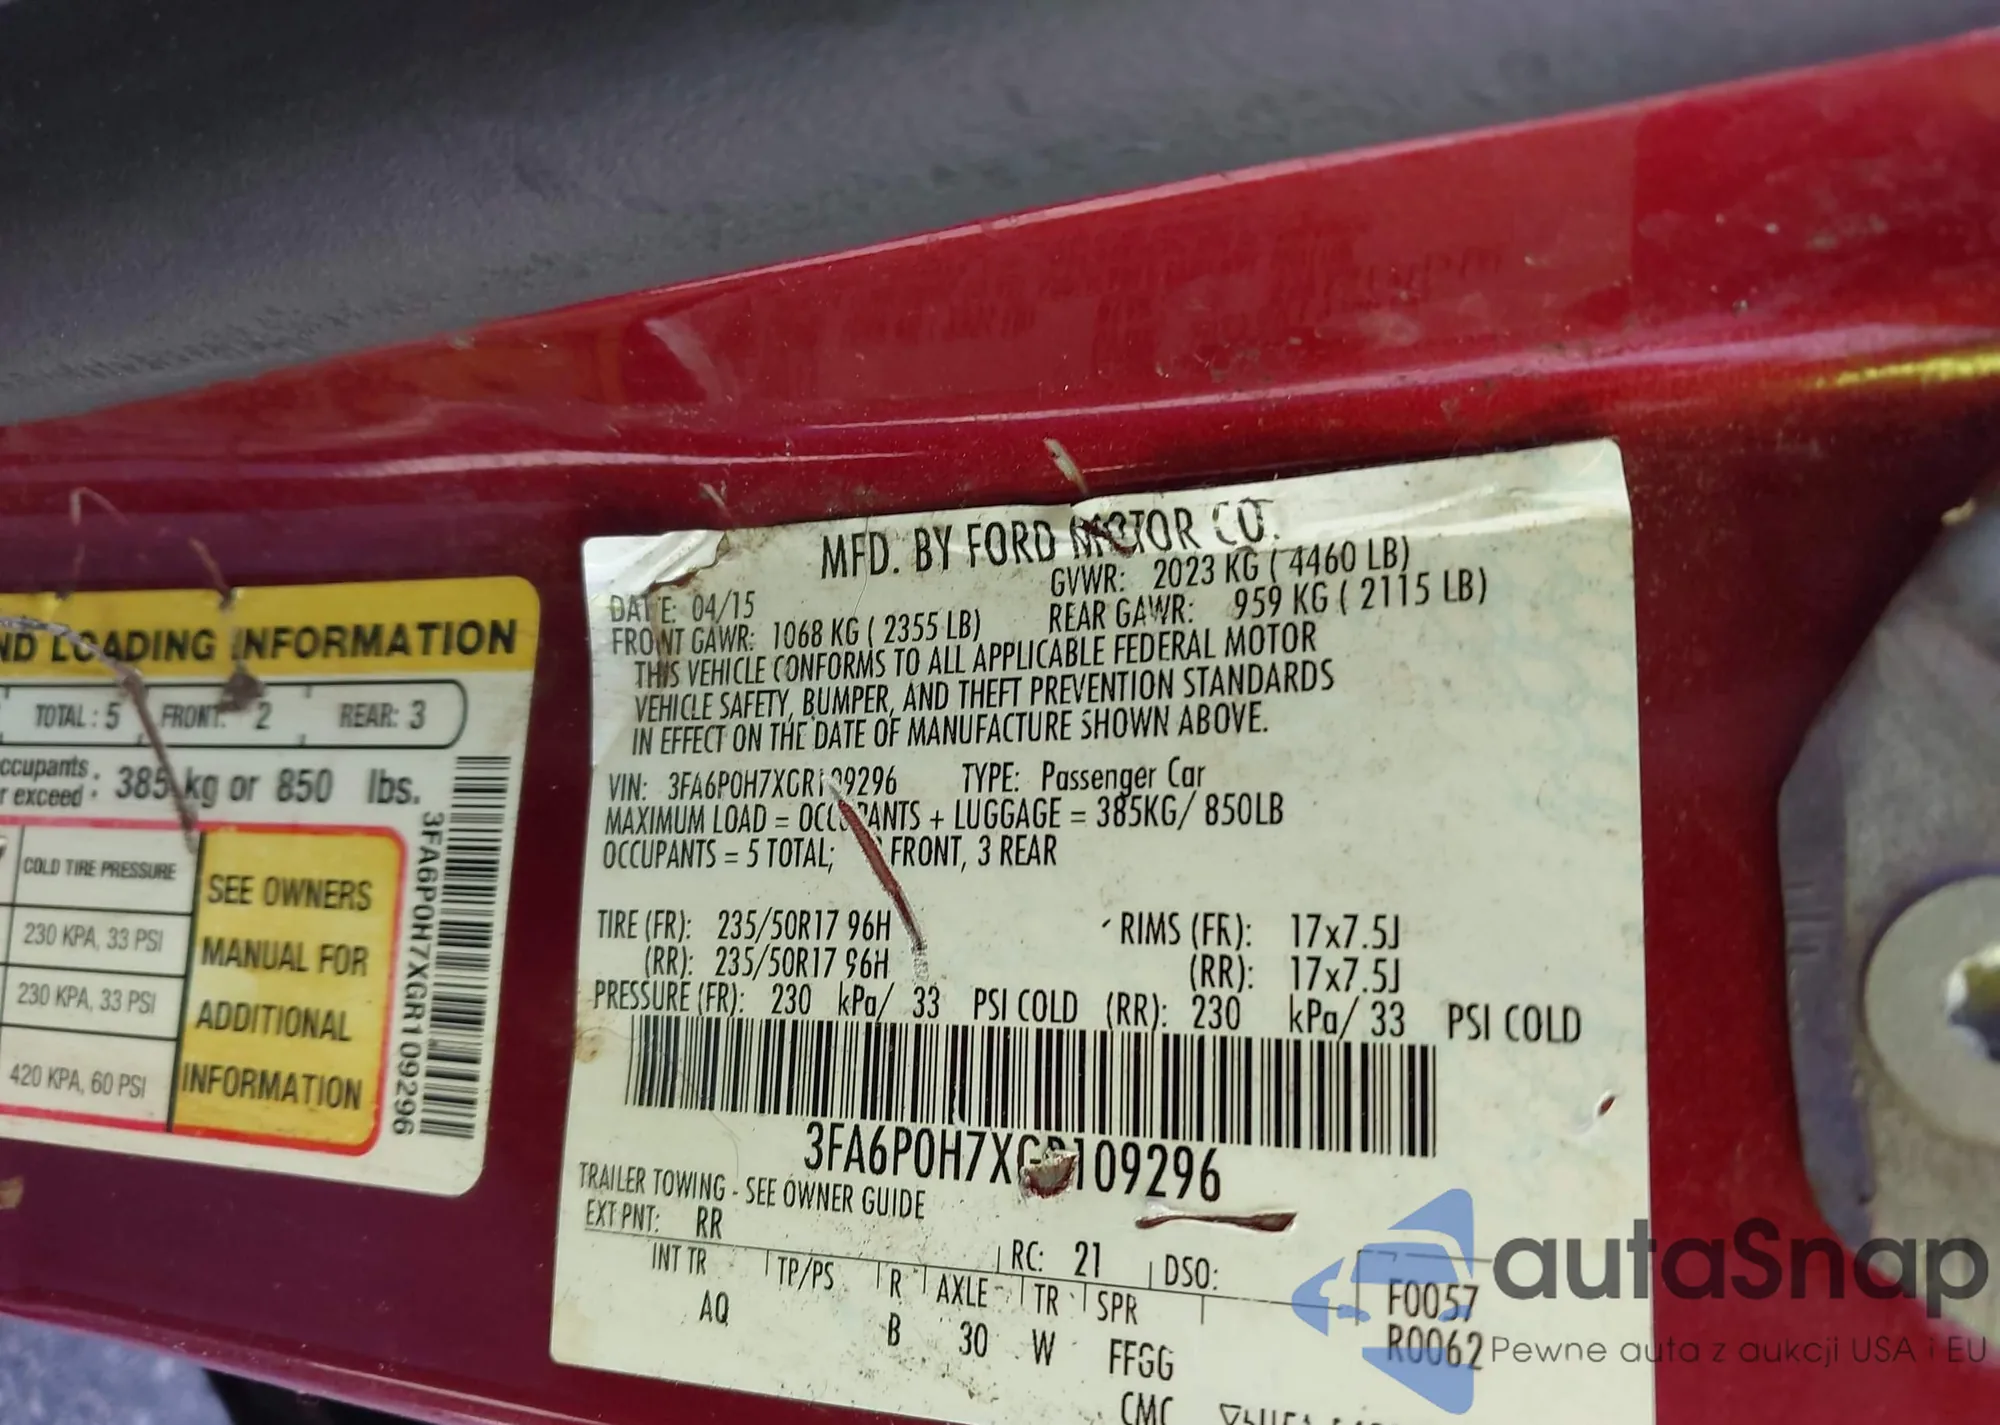 ND LOADING INFORMATION
TOTAL: 5 FRONT: 2 REAR: 3
ccupants
r exceed 385 kg or 850 lbs.
COLD TIRE PRESSURE
230 KPA, 33 PSI
230 KPA, 33 PSI
420 KPA, 60 PSI
SEE OWNERS
MANUAL FOR
ADDITIONAL
INFORMATION
3FA6P0H7XGR109296
MFD. BY FORD MOTOR CO.
DATE: 04/15 GVWR: 2023 KG ( 4460 LB)
FRONT GAWR: 1068 KG ( 2355 LB) REAR GAWR: 959 KG ( 2115 LB)
THIS VEHICLE CONFORMS TO ALL APPLICABLE FEDERAL MOTOR
VEHICLE SAFETY, BUMPER, AND THEFT PREVENTION STANDARDS
IN EFFECT ON THE DATE OF MANUFACTURE SHOWN ABOVE.
VIN: 3FA6P0H7XGR109296 TYPE: Passenger Car
MAXIMUM LOAD = OCCUPANTS + LUGGAGE = 385KG/ 850LB
OCCUPANTS = 5 TOTAL; FRONT, 3 REAR
TIRE (FR): 235/50R17 96H RIMS (FR): 17x7.5J
(RR): 235/50R17 96H (RR): 17x7.5J
PRESSURE (FR): 230 kPa/ 33 PSI COLD (RR): 230 kPa/ 33 PSI COLD
3FA6P0H7XGR109296
TRAILER TOWING - SEE OWNER GUIDE
EXT PNT: RR RC: 21 DSO:
INT TR TP/PS R AXLE TR SPR F0057
AQ B 30 W FFGG R0062
CMC
autaSnap
Pewne auta z aukcji USA i EU